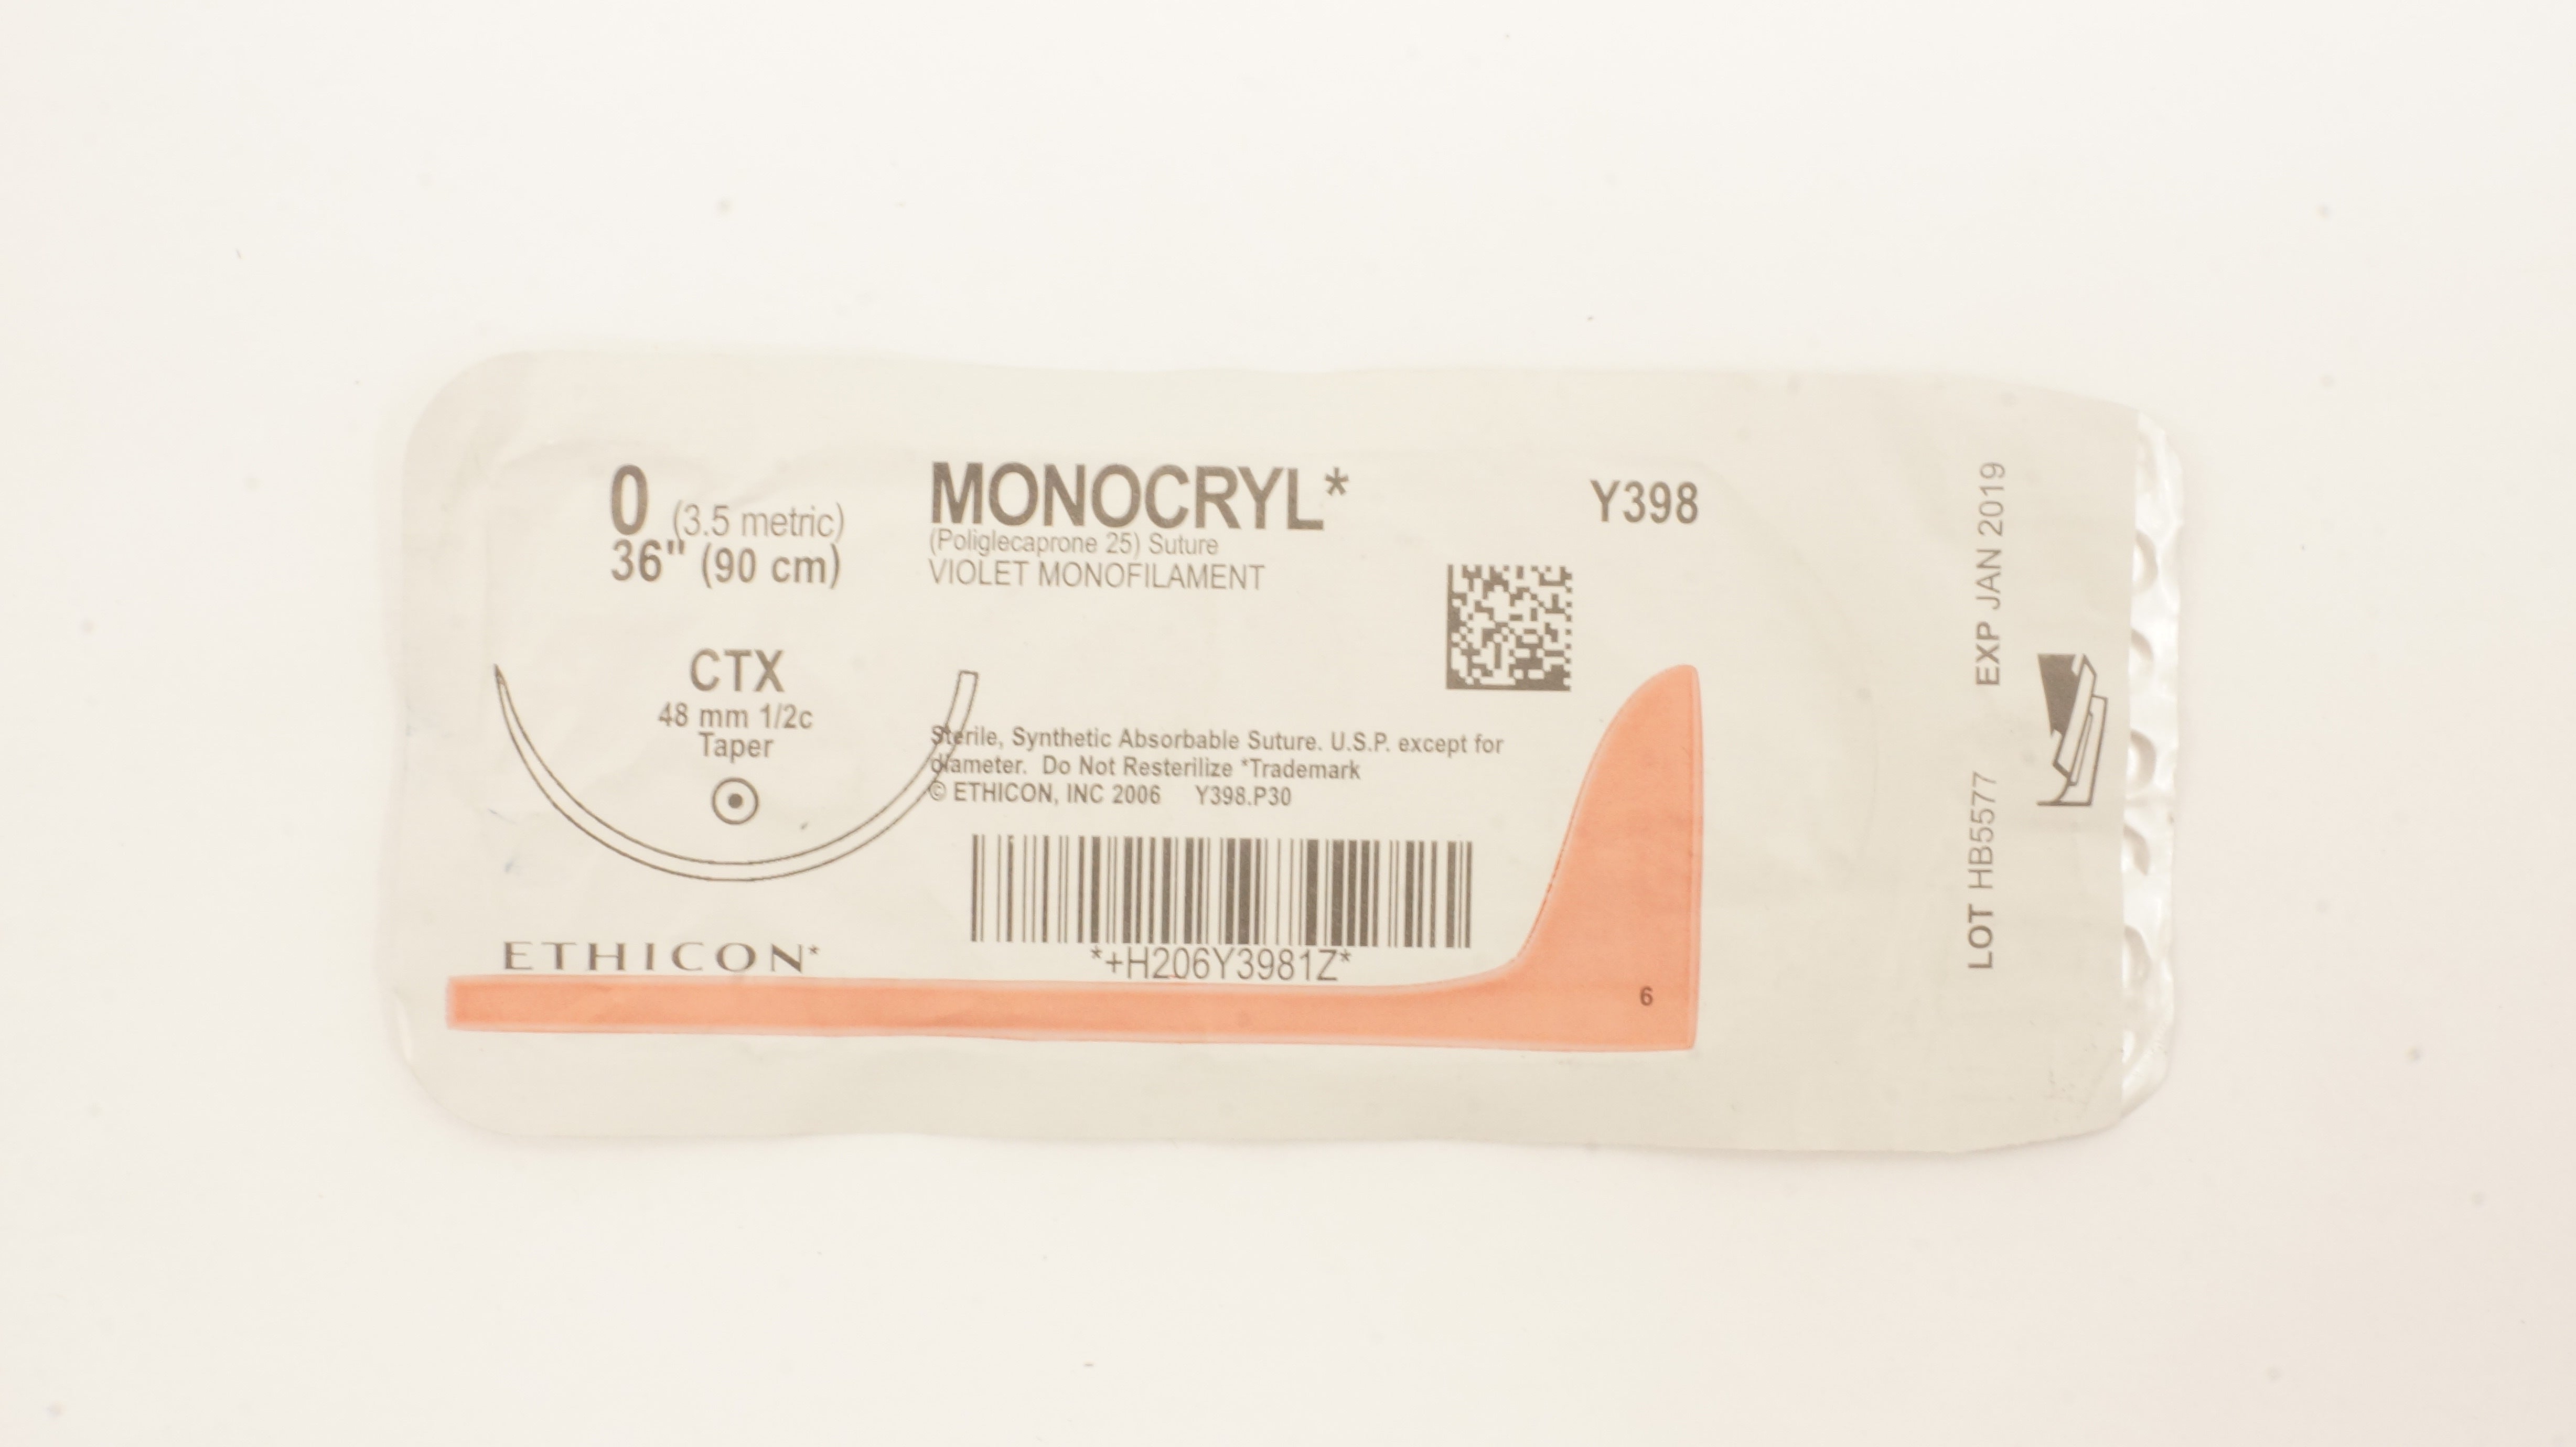 0 (3.5 metric)
36" (90 cm)
MONOCRYL*
(Poliglecaprone 25) Suture
VIOLET MONOFILAMENT
Y398
CTX
48 mm 1/2c
Taper
Sterile, Synthetic Absorbable Suture. U.S.P. except for
diameter. Do Not Resterilize *Trademark
© ETHICON, INC 2006 Y398.P30
*+H206Y3981Z*
ETHICON*
6
LOT HB5577 EXP JAN 2019